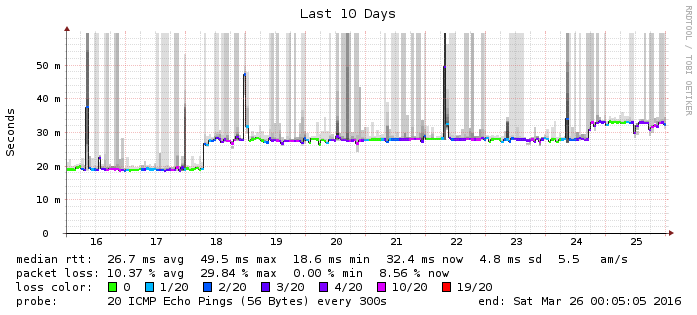 Last 10 Days
RRDTOOL / TOBI OETIKER
Seconds
50 m
40 m
30 m
20 m
10 m
0
16 17 18 19 20 21 22 23 24 25
median rtt: 26.7 ms avg 49.5 ms max 18.6 ms min 32.4 ms now 4.8 ms sd 5.5 am/s
packet loss: 10.37 % avg 29.84 % max 0.00 % min 8.56 % now
loss color: 0 1/20 2/20 3/20 4/20 10/20 19/20
probe: 20 ICMP Echo Pings (56 Bytes) every 300s end: Sat Mar 26 00:05:05 2016